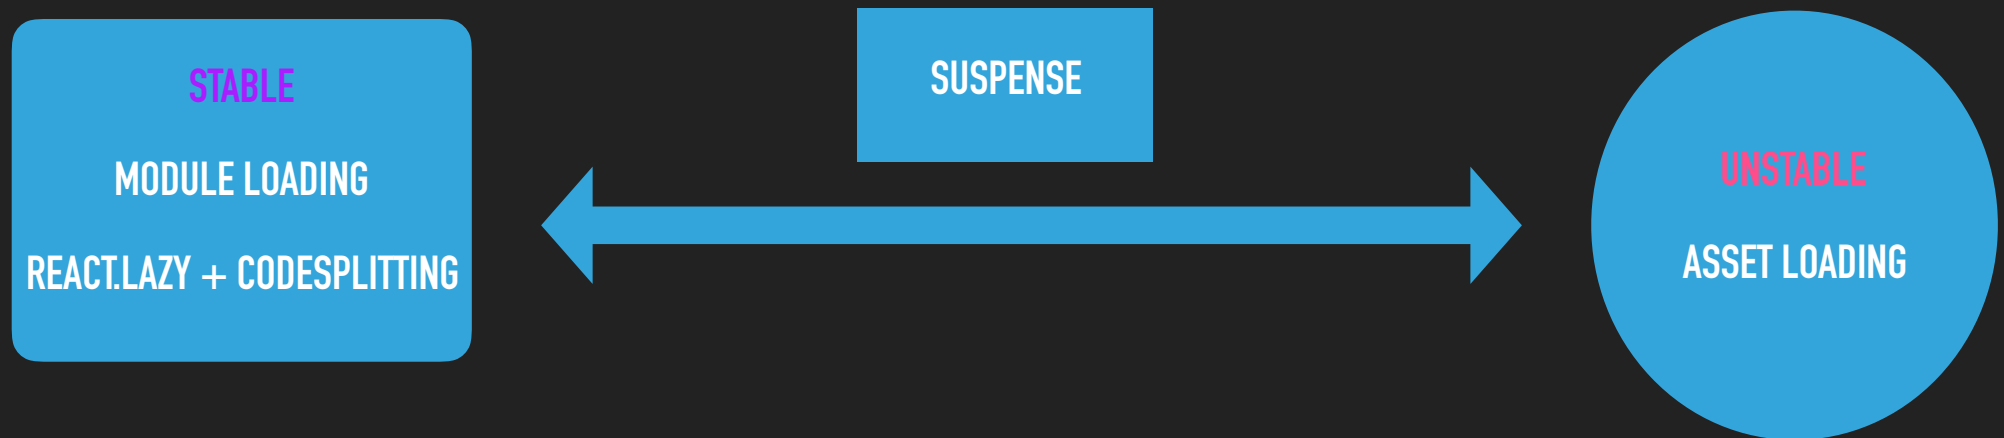 STABLE
MODULE LOADING
REACT.LAZY + CODESPLITTING
SUSPENSE
UNSTABLE
ASSET LOADING